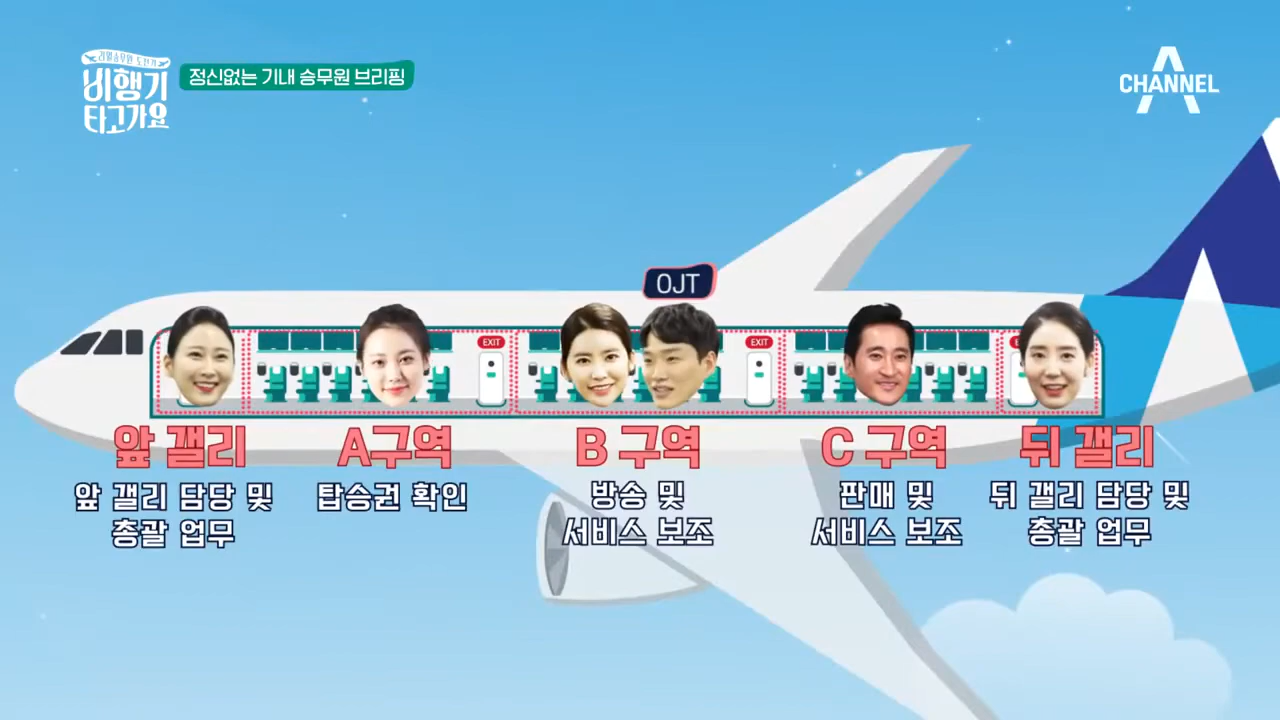 리얼승무원 도전기
비행기
타고가요
정신없는 기내 승무원 브리핑
CHANNEL A
OJT
EXIT
EXIT
앞 갤리
앞 갤리 담당 및
총괄 업무
A구역
탑승권 확인
B 구역
방송 및
서비스 보조
C 구역
판매 및
서비스 보조
뒤 갤리
뒤 갤리 담당 및
총괄 업무